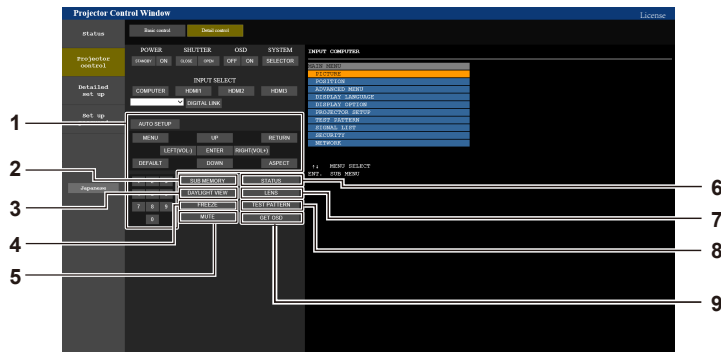 Projector Control Window
License
Status
Projector
control
Detailed
set up
Set up
Japanese
Basic control
Detail control
POWER SHUTTER OSD SYSTEM
STANDBY ON CLOSE OPEN OFF ON SELECTOR
INPUT SELECT
COMPUTER HDMI1 HDMI2 HDMI3
DIGITAL LINK
AUTO SETUP
MENU UP RETURN
LEFT(VOL-) ENTER RIGHT(VOL+)
DEFAULT DOWN ASPECT
SUB MEMORY STATUS
DAYLIGHT VIEW LENS
7 8 9 FREEZE TEST PATTERN
0 MUTE GET OSD
INPUT COMPUTER
MAIN MENU
PICTURE
POSITION
ADVANCED MENU
DISPLAY LANGUAGE
DISPLAY OPTION
PROJECTOR SETUP
TEST PATTERN
SIGNAL LIST
SECURITY
NETWORK
↑↓ MENU SELECT
ENT. SUB MENU
1
2
3
4
5
6
7
8
9